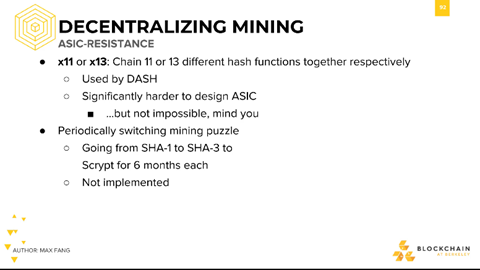 53
DECENTRALIZING MINING
ASIC-RESISTANCE
● x11 or x13: Chain 11 or 13 different hash functions together respectively
○ Used by DASH
○ Significantly harder to design ASIC
■ ...but not impossible, mind you
● Periodically switching mining puzzle
○ Going from SHA-1 to SHA-3 to
Scrypt for 6 months each
○ Not implemented
AUTHOR: MAX FANG
BLOCKCHAIN
AT BERKELEY